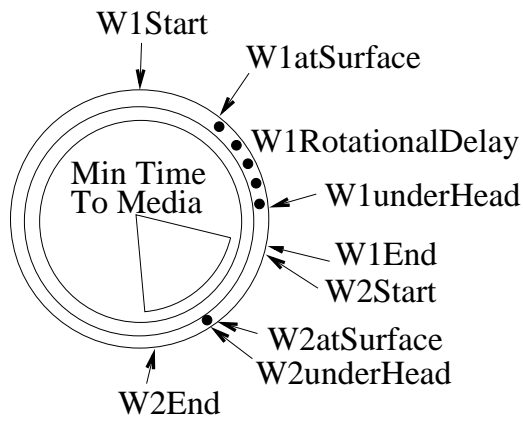 W1Start
W1atSurface
W1RotationalDelay
Min Time
To Media
W1underHead
W1End
W2Start
W2atSurface
W2underHead
W2End